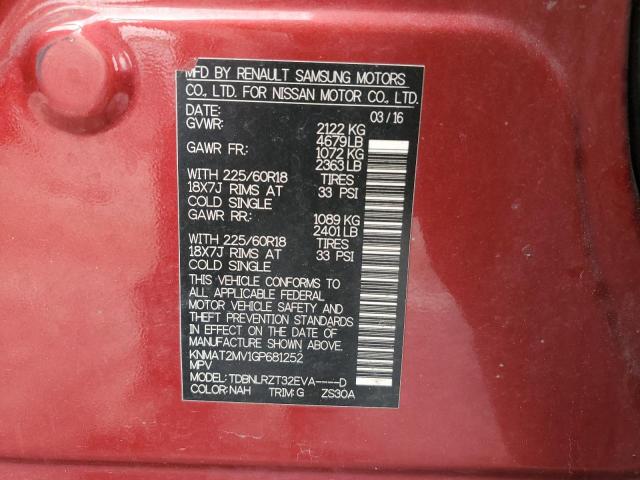 MFD BY RENAULT SAMSUNG MOTORS
CO., LTD. FOR NISSAN MOTOR CO., LTD.
DATE: 03/16
GVWR: 2122 KG
4679LB
GAWR FR: 1072 KG
2363LB
WITH 225/60R18 TIRES
18X7J RIMS AT 33 PSI
COLD SINGLE
GAWR RR: 1089 KG
2401LB
WITH 225/60R18 TIRES
18X7J RIMS AT 33 PSI
COLD SINGLE
THIS VEHICLE CONFORMS TO
ALL APPLICABLE FEDERAL
MOTOR VEHICLE SAFETY AND
THEFT PREVENTION STANDARDS
IN EFFECT ON THE DATE OF
MANUFACTURE SHOWN ABOVE.
KNMAT2MV1GP681252
MPV
MODEL: TDBNLRZT32EVA----D
COLOR: NAH TRIM: G ZS30A